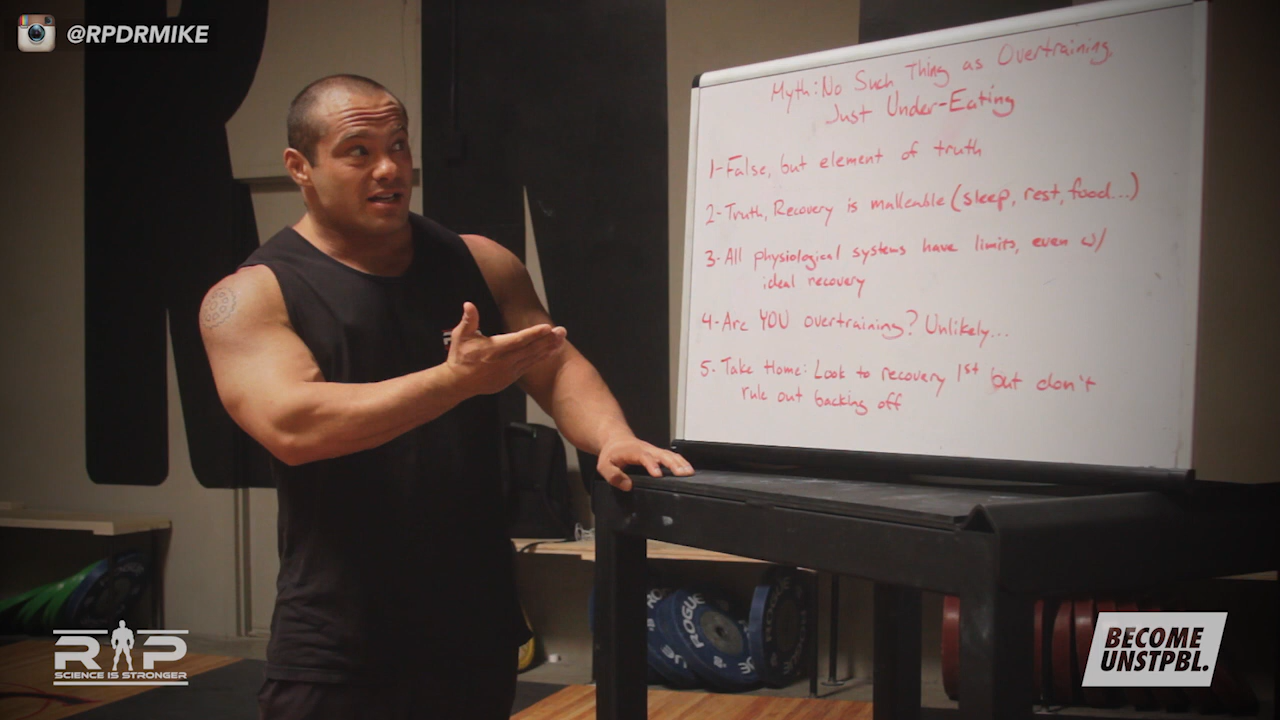 @RPDRMIKE
Myth: No Such Thing as Overtraining,
Just Under-Eating
1-False, but element of truth
2-Truth, Recovery is malleable (sleep, rest, food...)
3-All physiological systems have limits, even w/
ideal recovery
4-Are YOU overtraining? Unlikely...
5-Take Home: Look to recovery 1st but don't
rule out backing off
ROGUE
RP
SCIENCE IS STRONGER
BECOME
UNSTPBL.